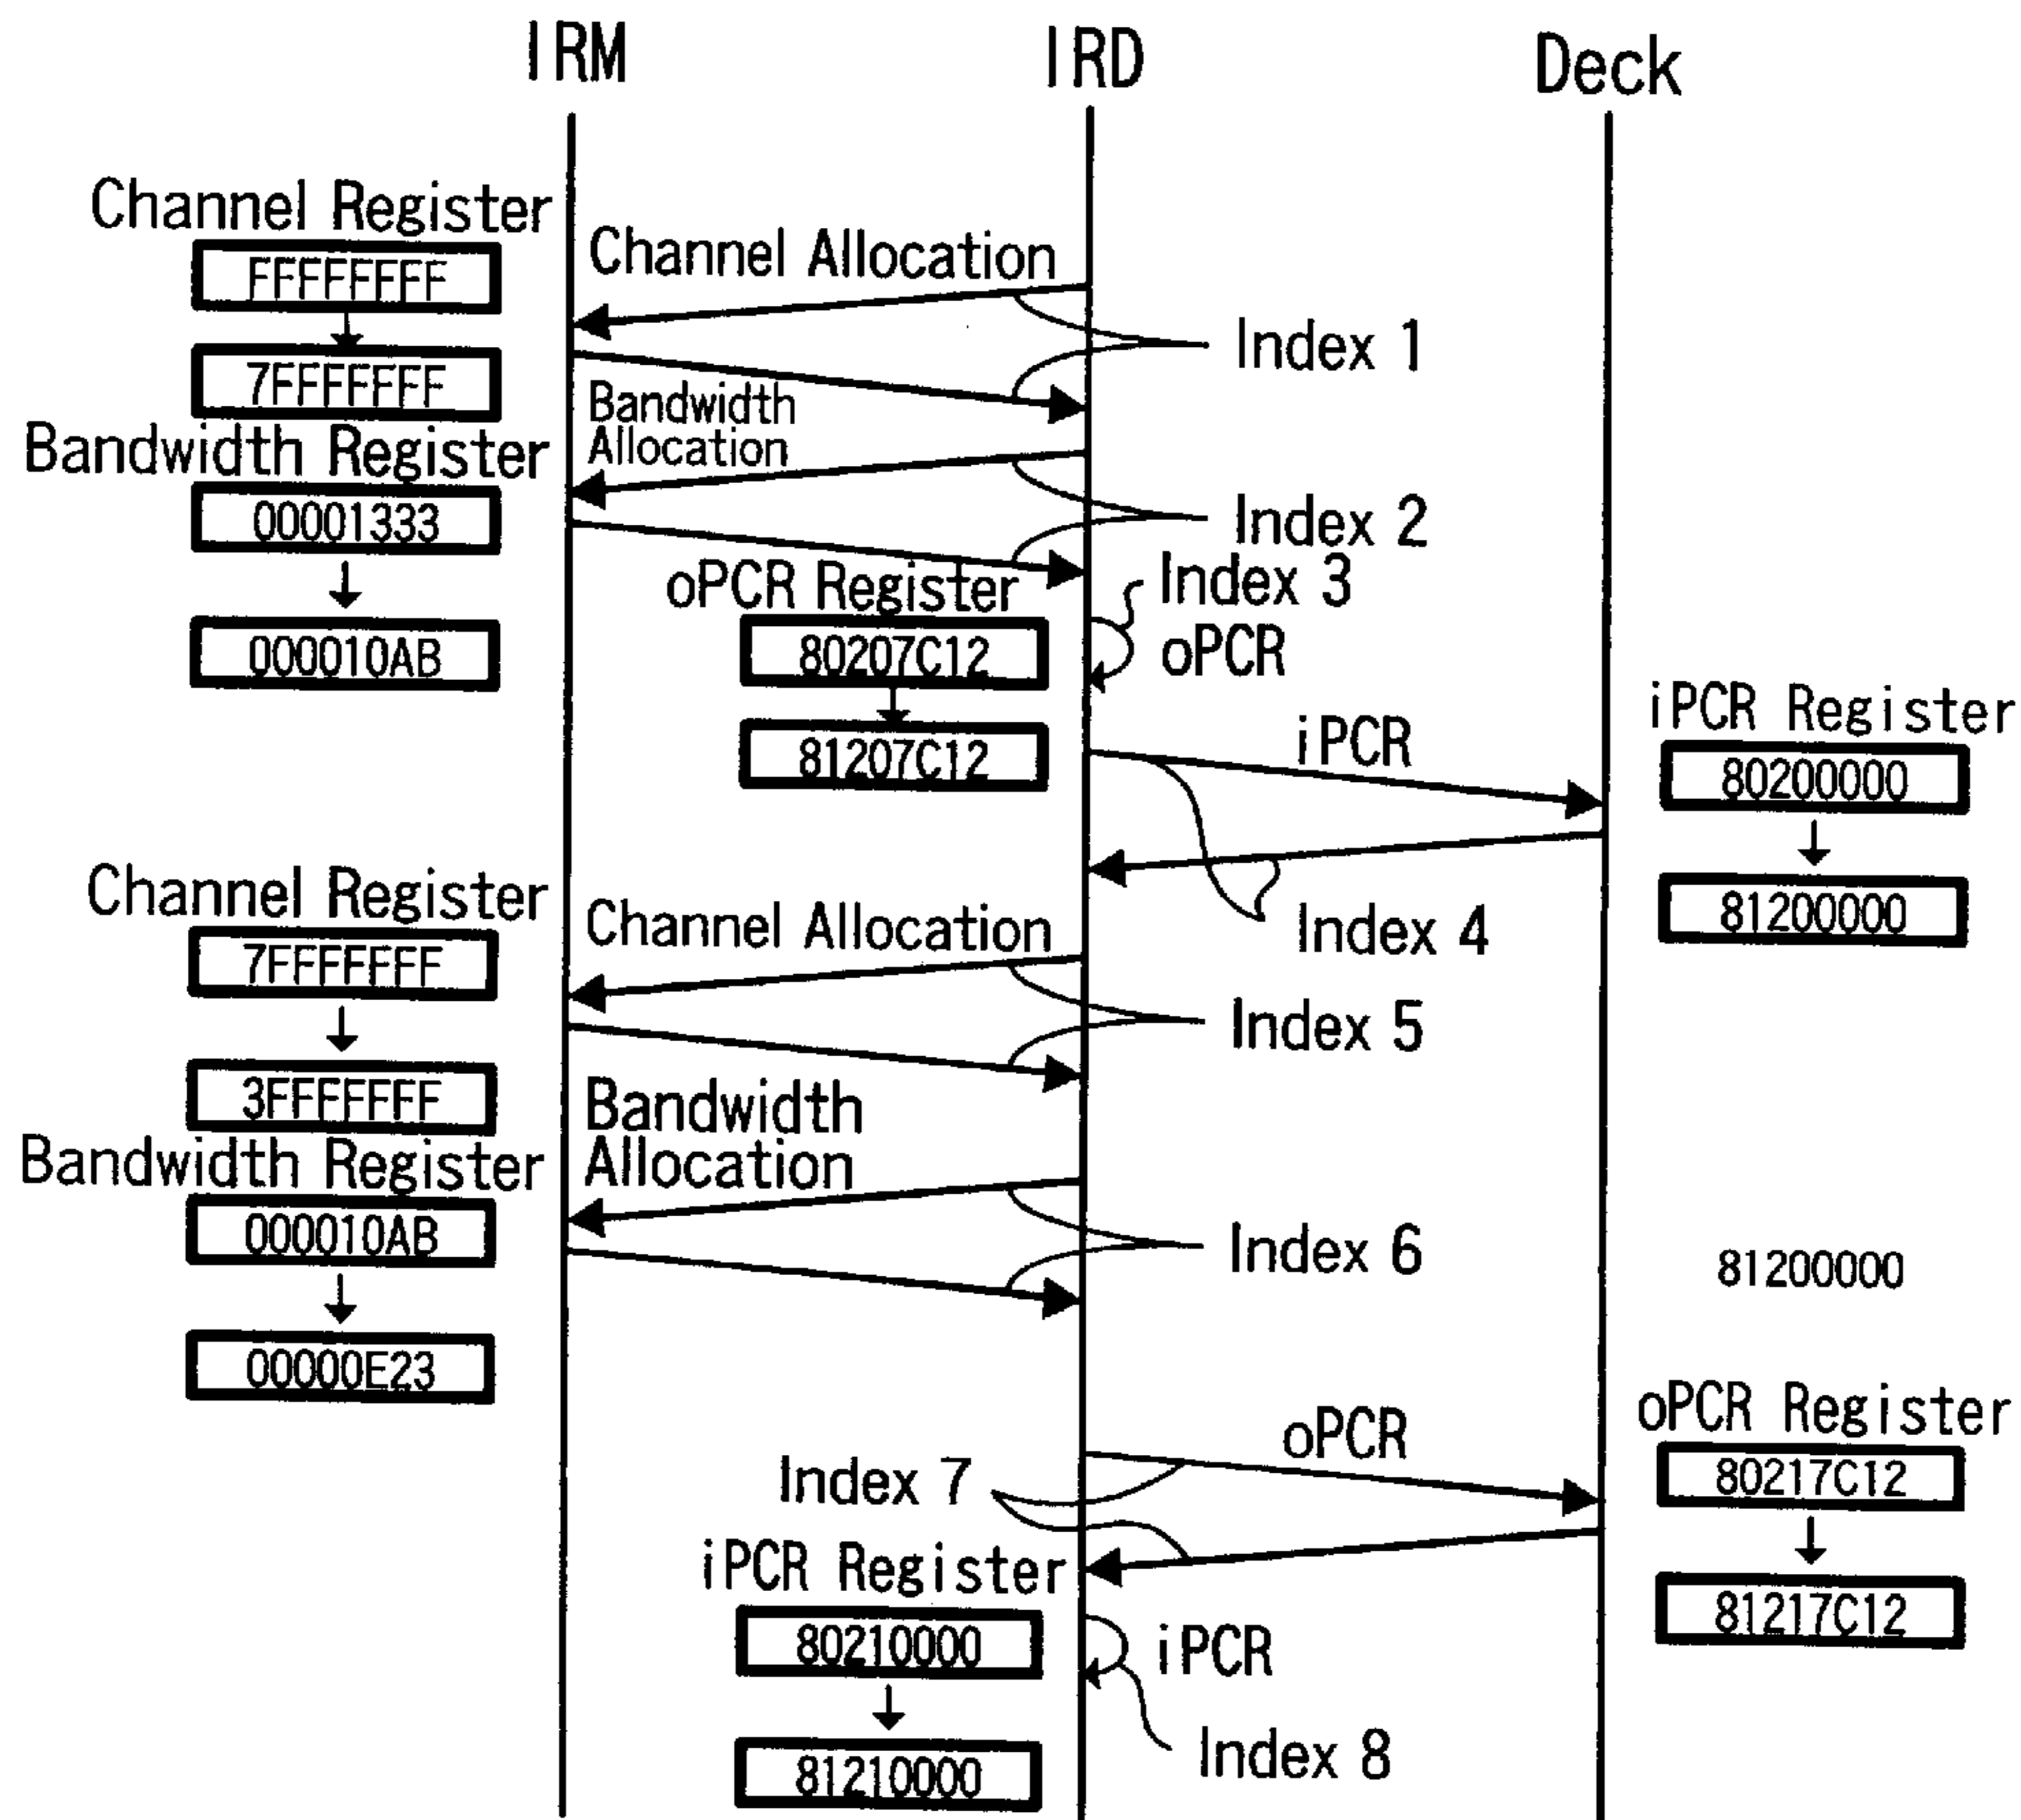 IRM
IRD
Deck
Channel Register
FFFFFFFF
7FFFFFFF
Channel Allocation
Index 1
Bandwidth Register
00001333
000010AB
Bandwidth
Allocation
Index 2
oPCR Register
80207C12
81207C12
Index 3
oPCR
iPCR
iPCR Register
80200000
81200000
Index 4
Channel Register
7FFFFFFF
3FFFFFFF
Channel Allocation
Index 5
Bandwidth Register
000010AB
00000E23
Bandwidth
Allocation
Index 6
81200000
oPCR
Index 7
oPCR Register
80217C12
81217C12
iPCR Register
80210000
81210000
iPCR
Index 8